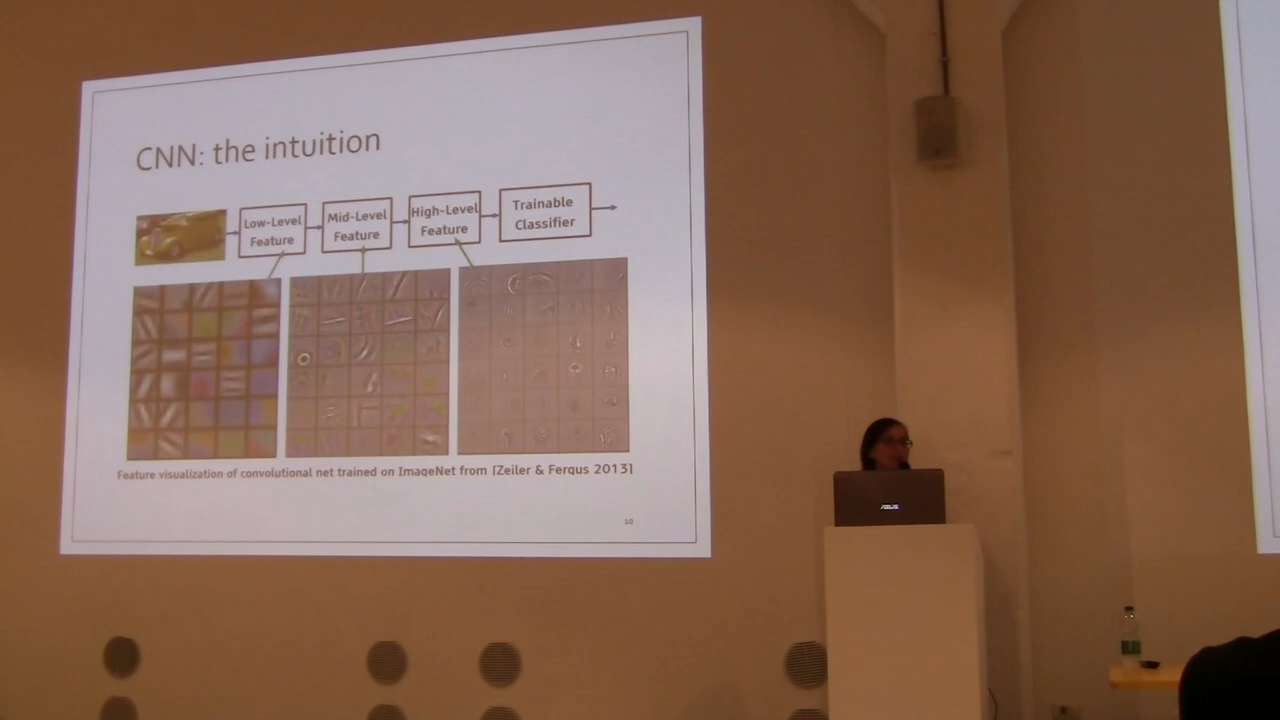 CNN: the intuition
Low-Level
Feature
Mid-Level
Feature
High-Level
Feature
Trainable
Classifier
Feature visualization of convolutional net trained on ImageNet from [Zeiler & Fergus 2013]
10
ASUS